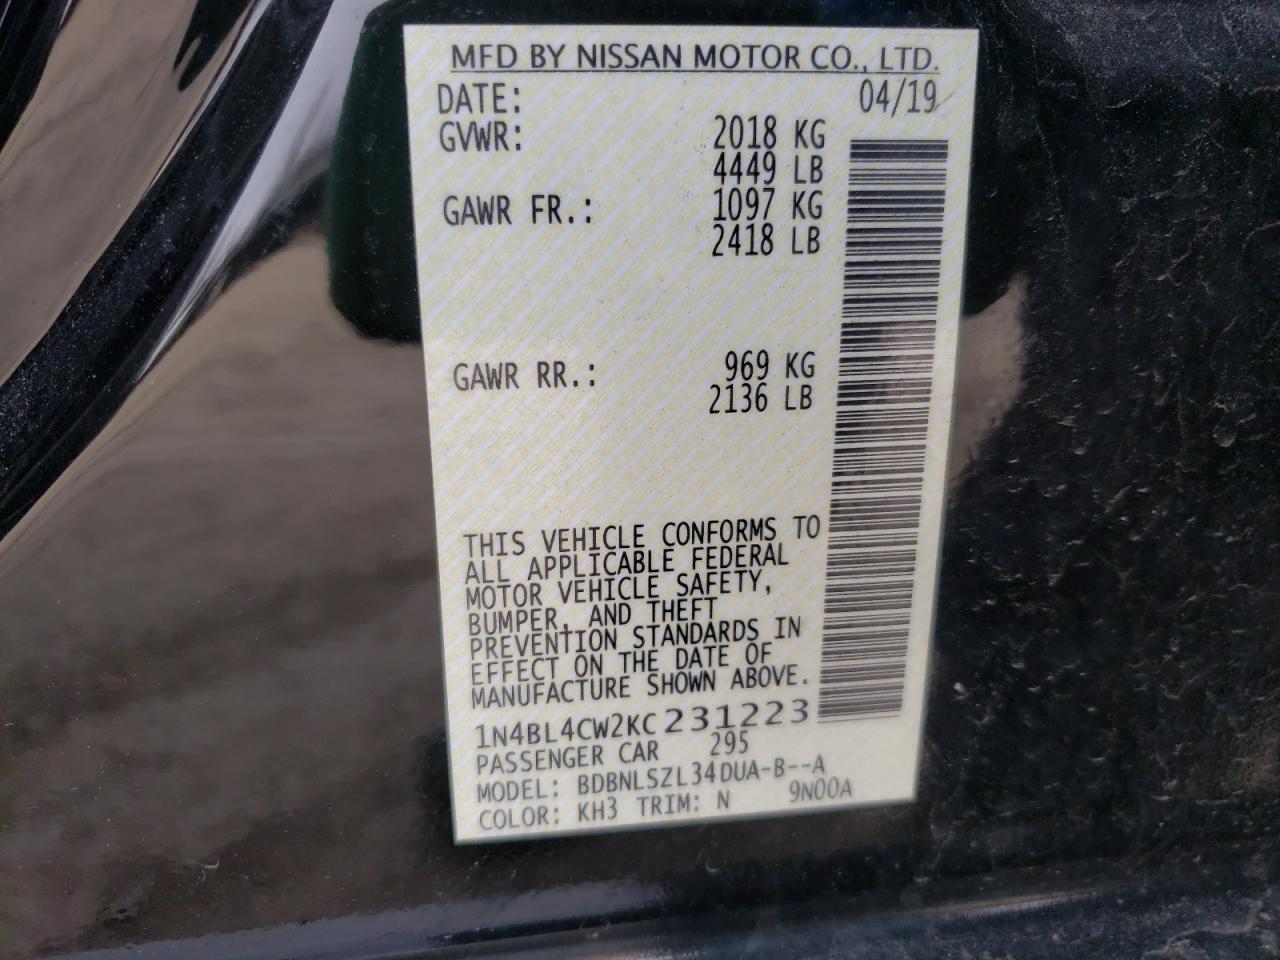 MFD BY NISSAN MOTOR CO., LTD.
DATE: 04/19
GVWR: 2018 KG
4449 LB
GAWR FR.: 1097 KG
2418 LB
GAWR RR.: 969 KG
2136 LB
THIS VEHICLE CONFORMS TO
ALL APPLICABLE FEDERAL
MOTOR VEHICLE SAFETY,
BUMPER, AND THEFT
PREVENTION STANDARDS IN
EFFECT ON THE DATE OF
MANUFACTURE SHOWN ABOVE.
1N4BL4CW2KC231223
PASSENGER CAR 295
MODEL: BDBNLSZL34DUA-B--A
COLOR: KH3 TRIM: N 9N00A